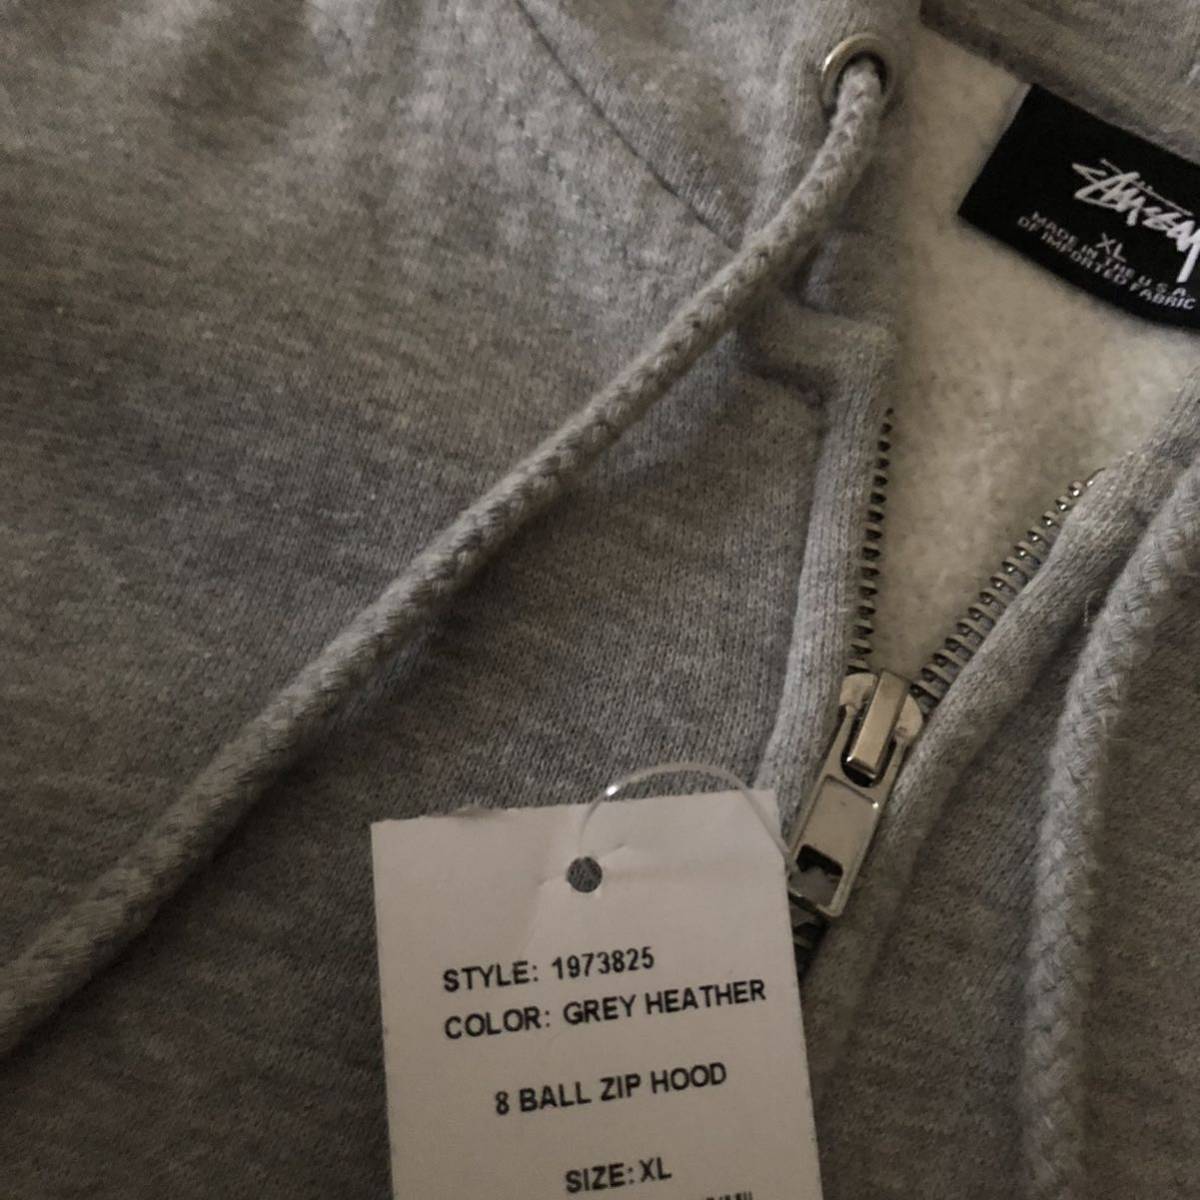 Stüssy
XL
MADE IN THE U.S.A.
OF IMPORTED FABRIC
STYLE: 1973825
COLOR: GREY HEATHER
8 BALL ZIP HOOD
SIZE: XL